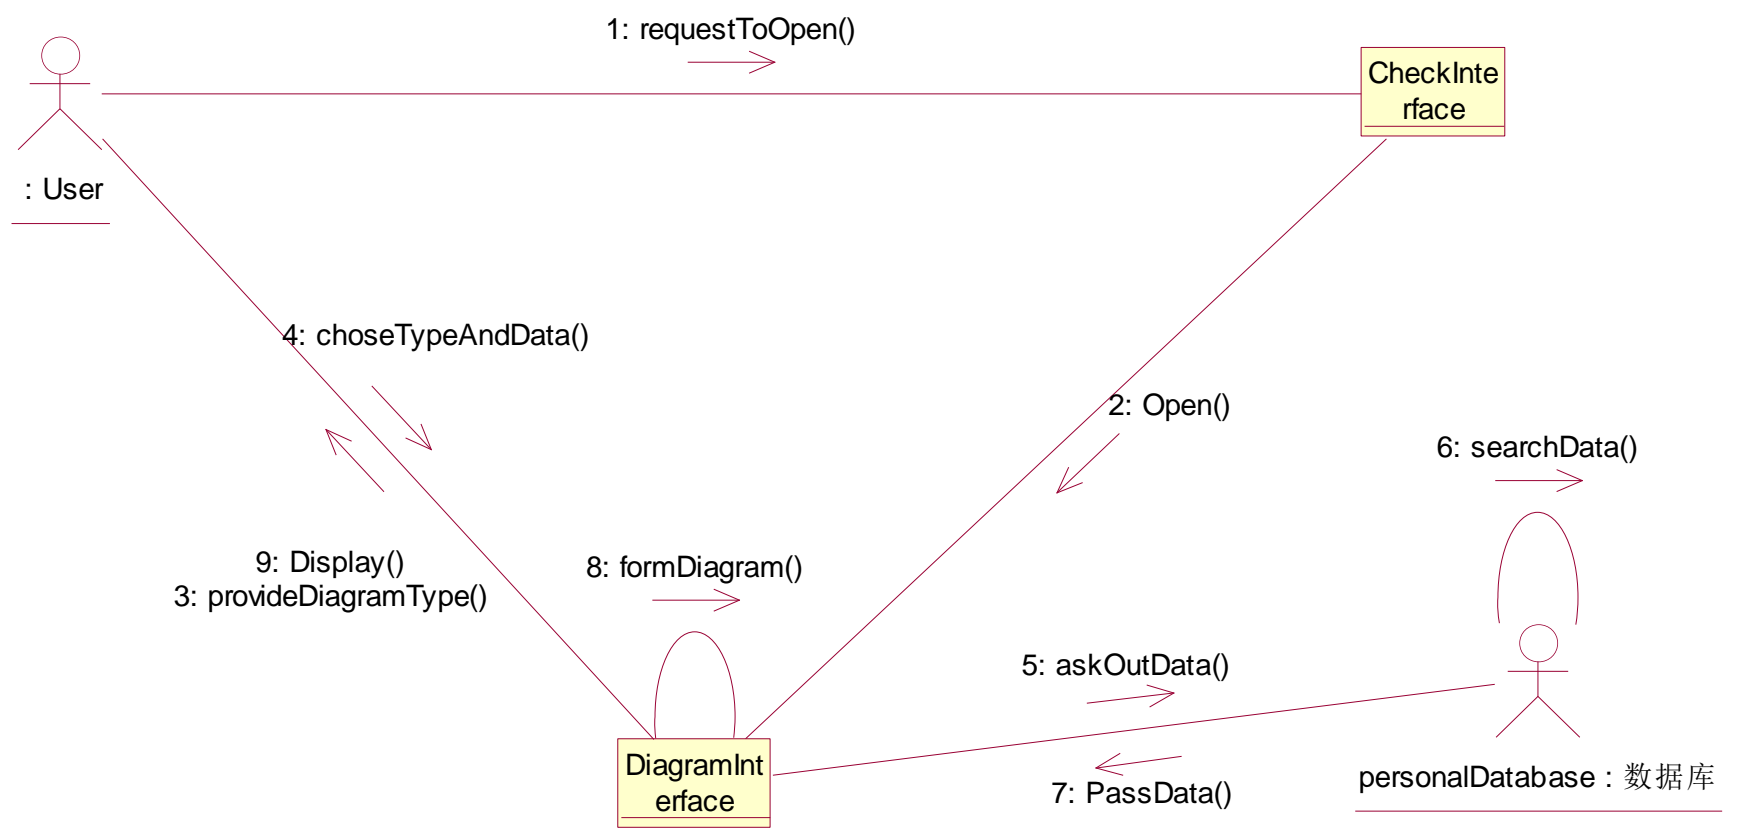 1: requestToOpen()
CheckInte
rface
: User
4: choseTypeAndData()
2: Open()
6: searchData()
9: Display()
3: provideDiagramType()
8: formDiagram()
5: askOutData()
DiagramInt
erface
7: PassData()
personalDatabase : 数据库